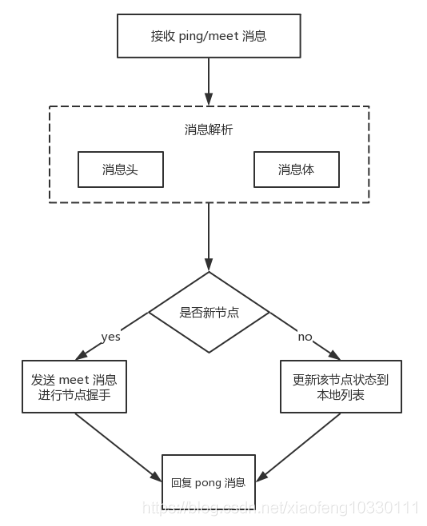 接收 ping/meet 消息
消息解析
消息头
消息体
是否新节点
yes
no
发送 meet 消息
进行节点握手
更新该节点状态到
本地列表
回复 pong 消息
https://blog.csdn.net/xiaofeng10330111